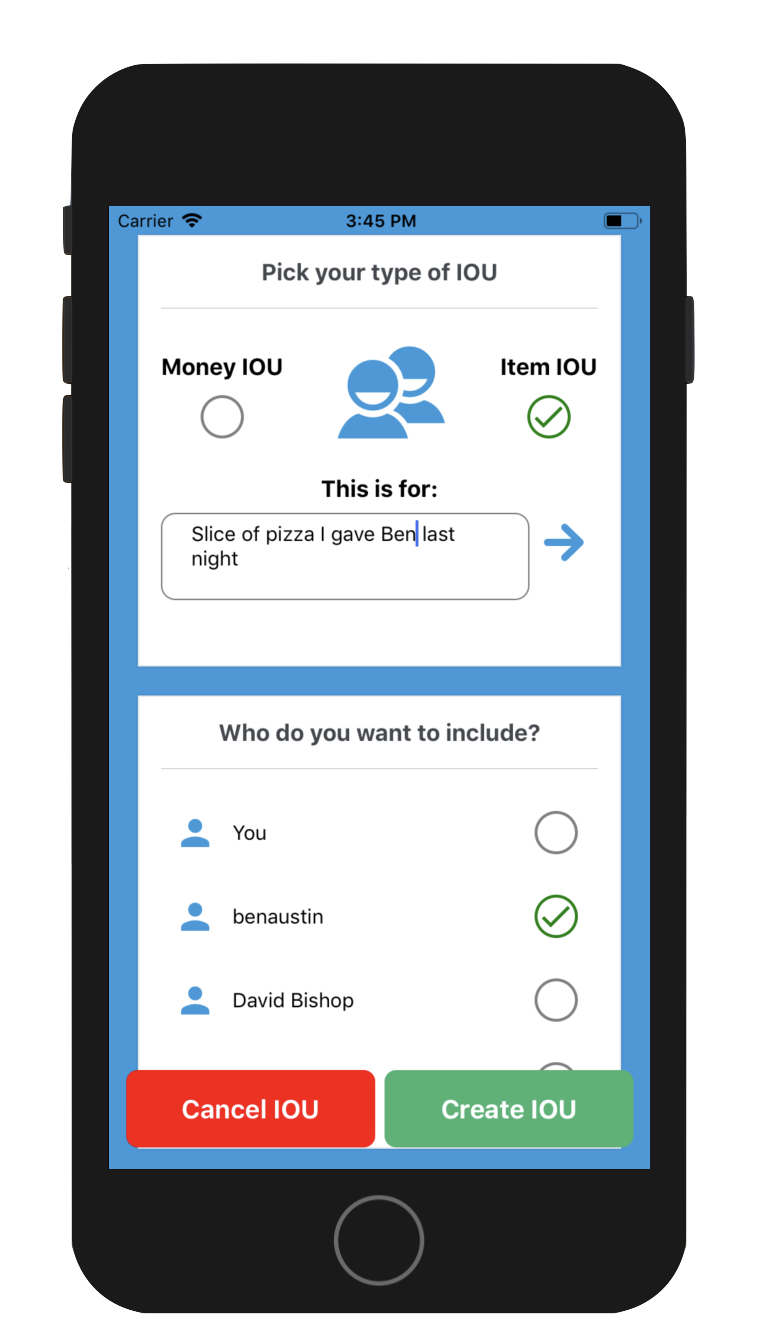 Carrier 3:45 PM
Pick your type of IOU
Money IOU Item IOU
This is for:
Slice of pizza I gave Ben last
night
Who do you want to include?
You
benaustin
David Bishop
Cancel IOU Create IOU